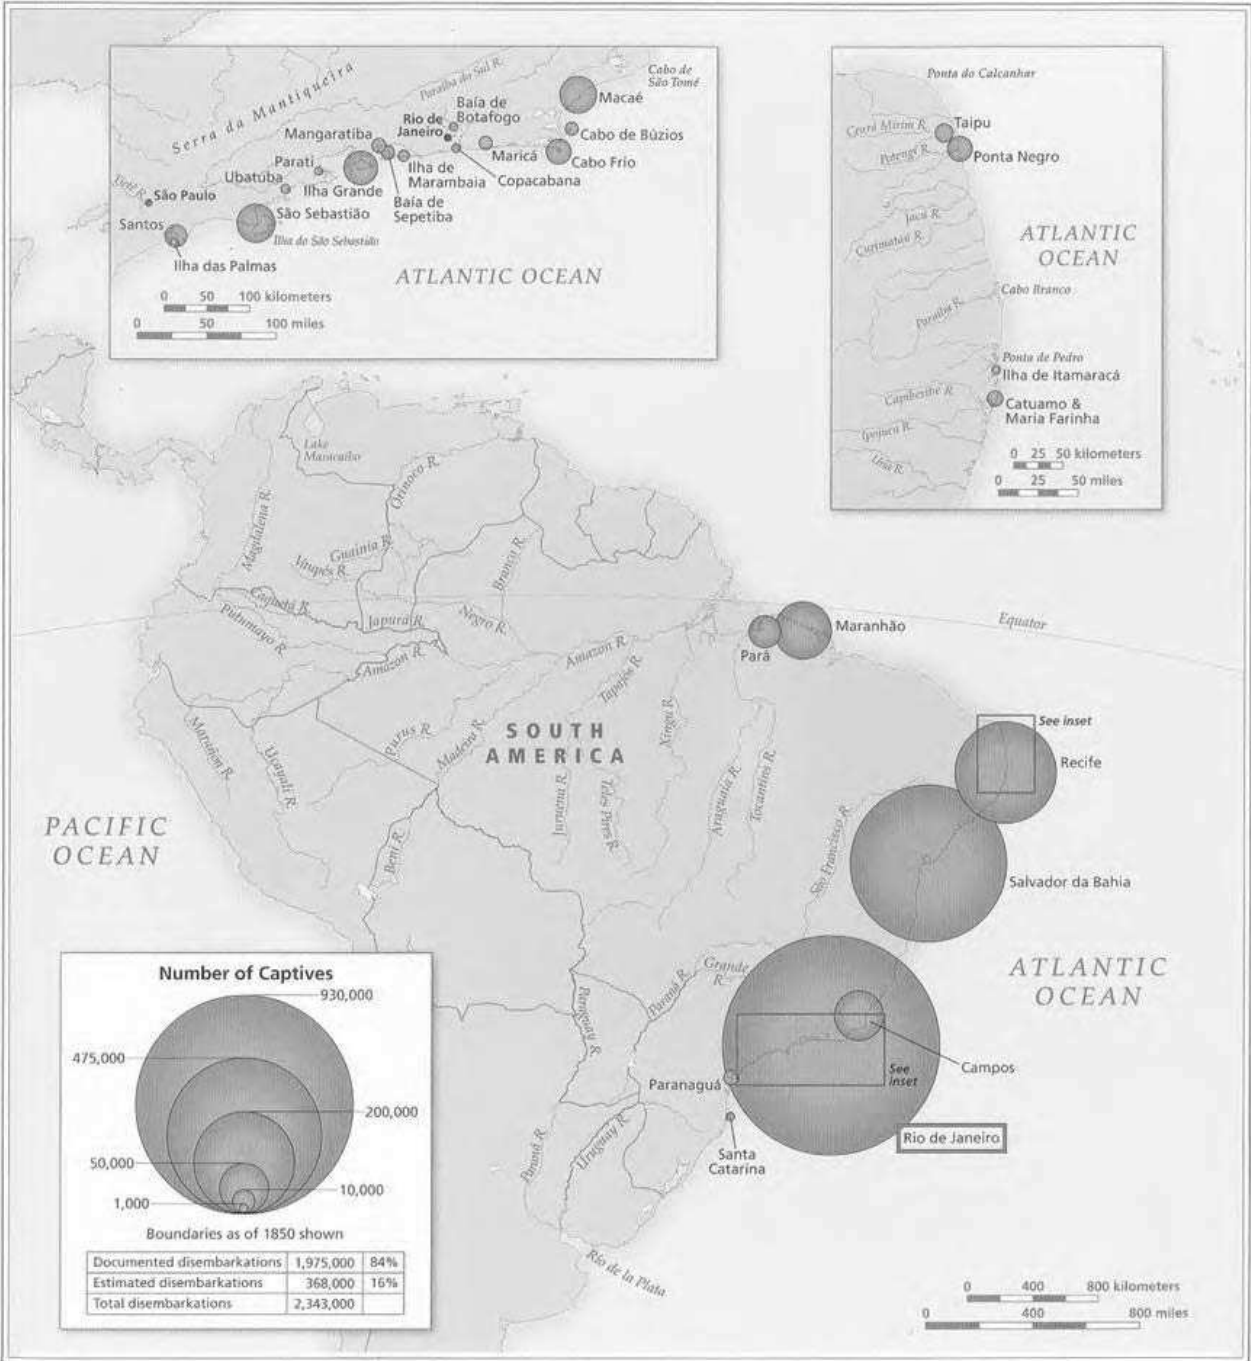 Cabo de
São Tomé
Paraíba do Sul R.
Serra da Mantiqueira
Macaé
Baía de
Botafogo
Rio de
Janeiro
Cabo de Búzios
Mangaratiba
Maricá
Cabo Frio
Parati
Ilha de
Marambaia
Copacabana
Ubatúba
Ilha Grande
Tietê R.
São Paulo
Baía de
Sepetiba
São Sebastião
Santos
Ilha do São Sebastião
Ilha das Palmas
ATLANTIC OCEAN
0 50 100 kilometers
0 50 100 miles
Ponta do Calcanhar
Ceará Mirim R.
Taipu
Potengi R.
Ponta Negro
Jacú R.
Curimataú R.
ATLANTIC
OCEAN
Cabo Branco
Paraíba R.
Ponta de Pedro
Ilha de Itamaracá
Capiberibe R.
Catuamo &
Maria Farinha
Ipojuca R.
Una R.
0 25 50 kilometers
0 25 50 miles
Lake
Maracaibo
Orinoco R.
Magdalena R.
Guainía R.
Vaupés R.
Branco R.
Caquetá R.
Japurá R.
Negro R.
Putumayo R.
Amazon R.
Amazon R.
Equator
Maranhão
Pará
Tapajós R.
Xingu R.
Purus R.
Madeira R.
SOUTH
AMERICA
See inset
Recife
Marañon R.
Ucayali R.
Juruena R.
Teles Pires R.
Araguaia R.
Tocantins R.
PACIFIC
OCEAN
Beni R.
São Francisco R.
Salvador da Bahia
Grande
R.
Paraná R.
Paraguay R.
ATLANTIC
OCEAN
See
inset
Campos
Paranaguá
Rio de Janeiro
Santa
Catarina
Paraná R.
Uruguay R.
Río de la Plata
Number of Captives
930,000
475,000
200,000
50,000
10,000
1,000
Boundaries as of 1850 shown
Documented disembarkations 1,975,000 84%
Estimated disembarkations 368,000 16%
Total disembarkations 2,343,000
0 400 800 kilometers
0 400 800 miles